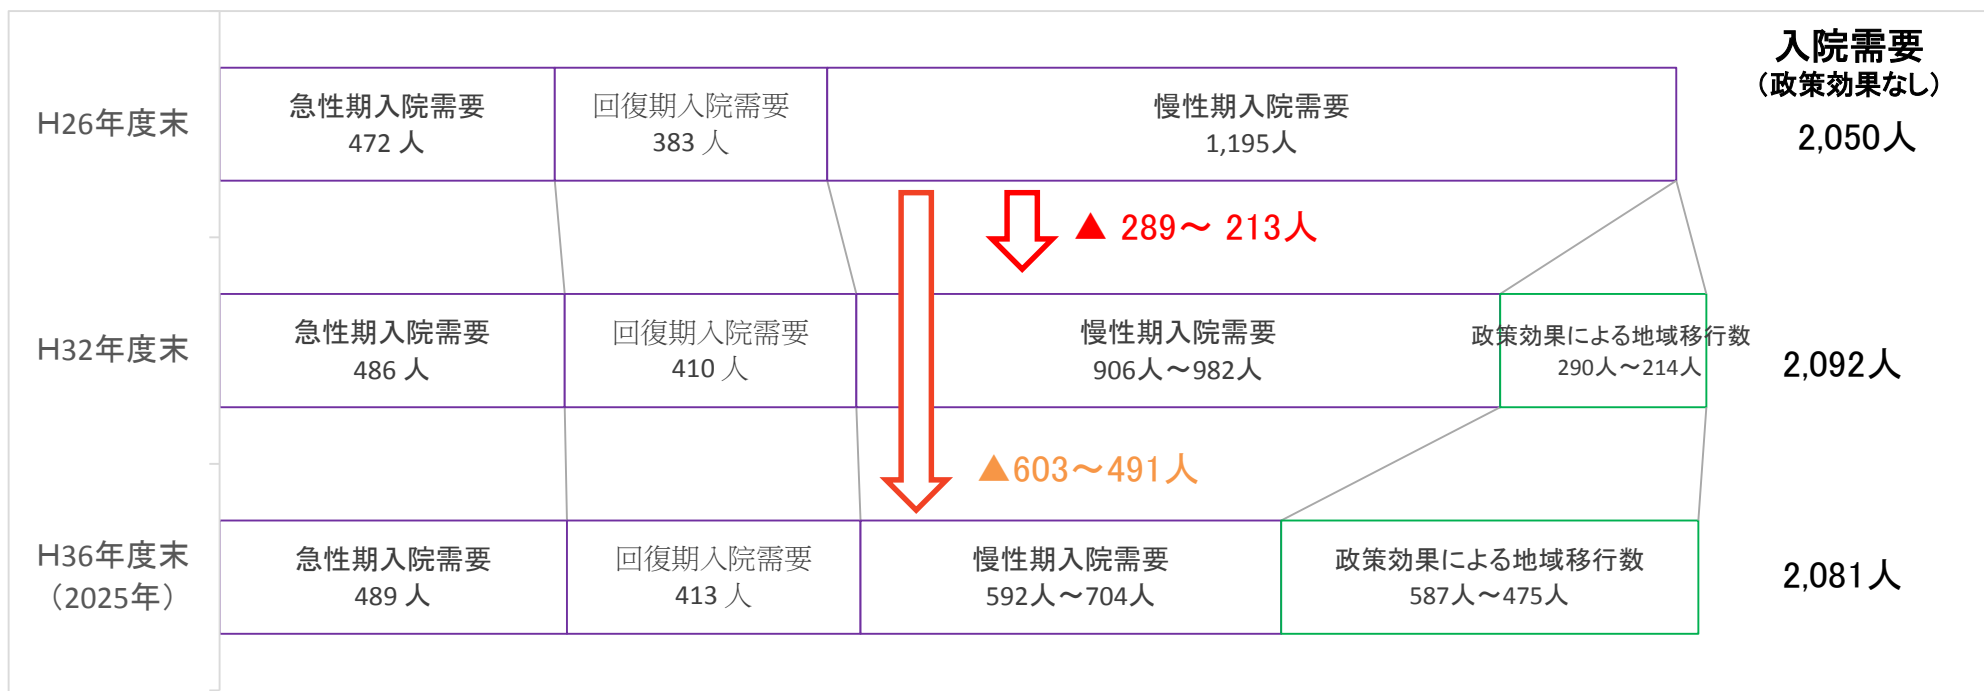 入院需要
（政策効果なし）
H26年度末
急性期入院需要
472 人
回復期入院需要
383 人
慢性期入院需要
1,195人
2,050人
▲ 289～ 213人
H32年度末
急性期入院需要
486 人
回復期入院需要
410 人
慢性期入院需要
906人～982人
政策効果による地域移行数
290人～214人
2,092人
▲603～491人
H36年度末
（2025年）
急性期入院需要
489 人
回復期入院需要
413 人
慢性期入院需要
592人～704人
政策効果による地域移行数
587人～475人
2,081人